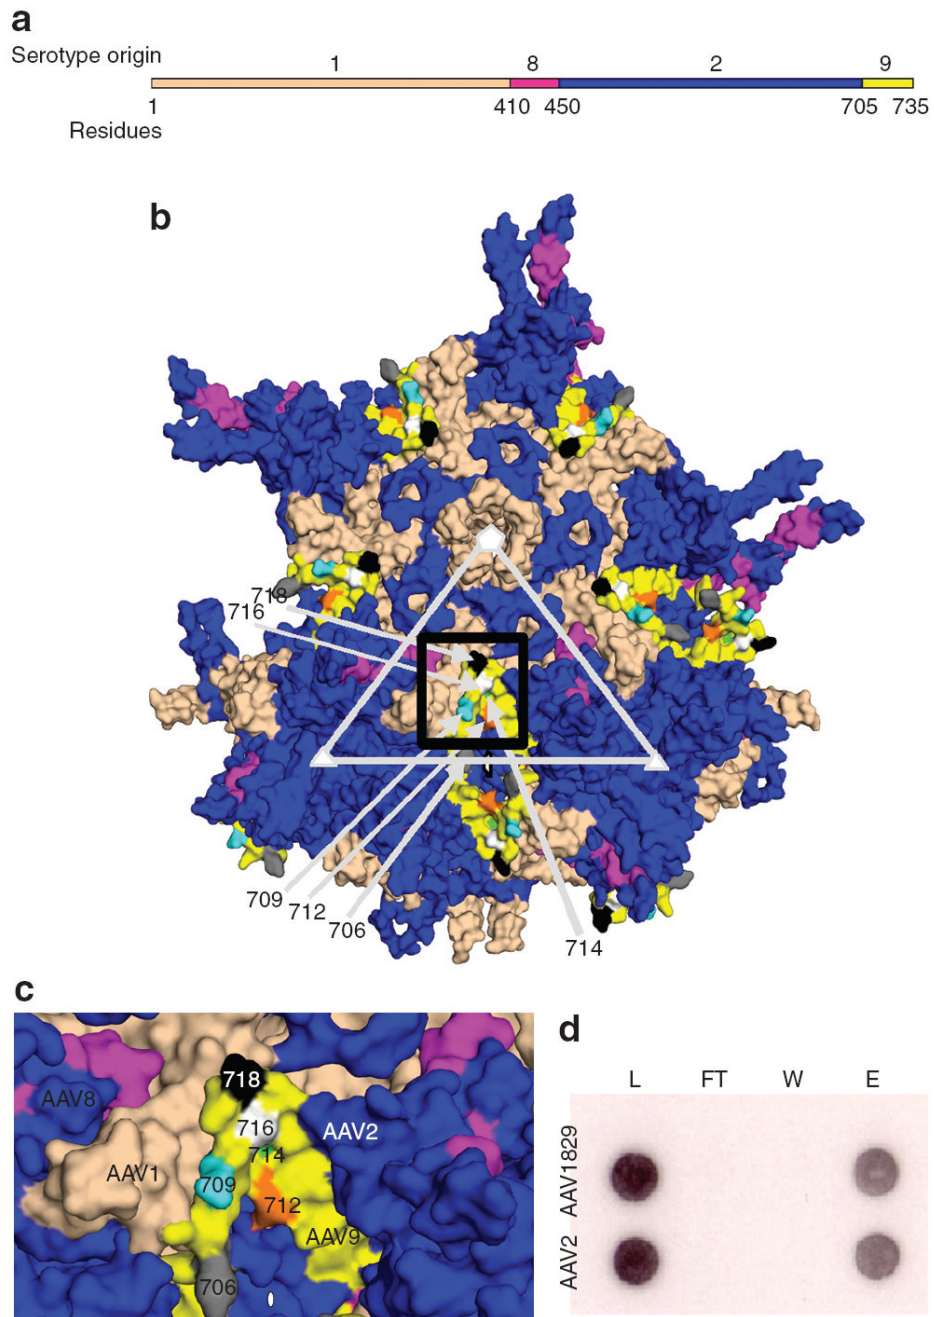 a
Serotype origin
1 8 2 9
1 410 450 705 735
Residues
b
718
716
709
712
706
714
c
718
716
714
709
712
706
AAV8
AAV1
AAV2
AAV9
d
L FT W E
AAV1829
AAV2